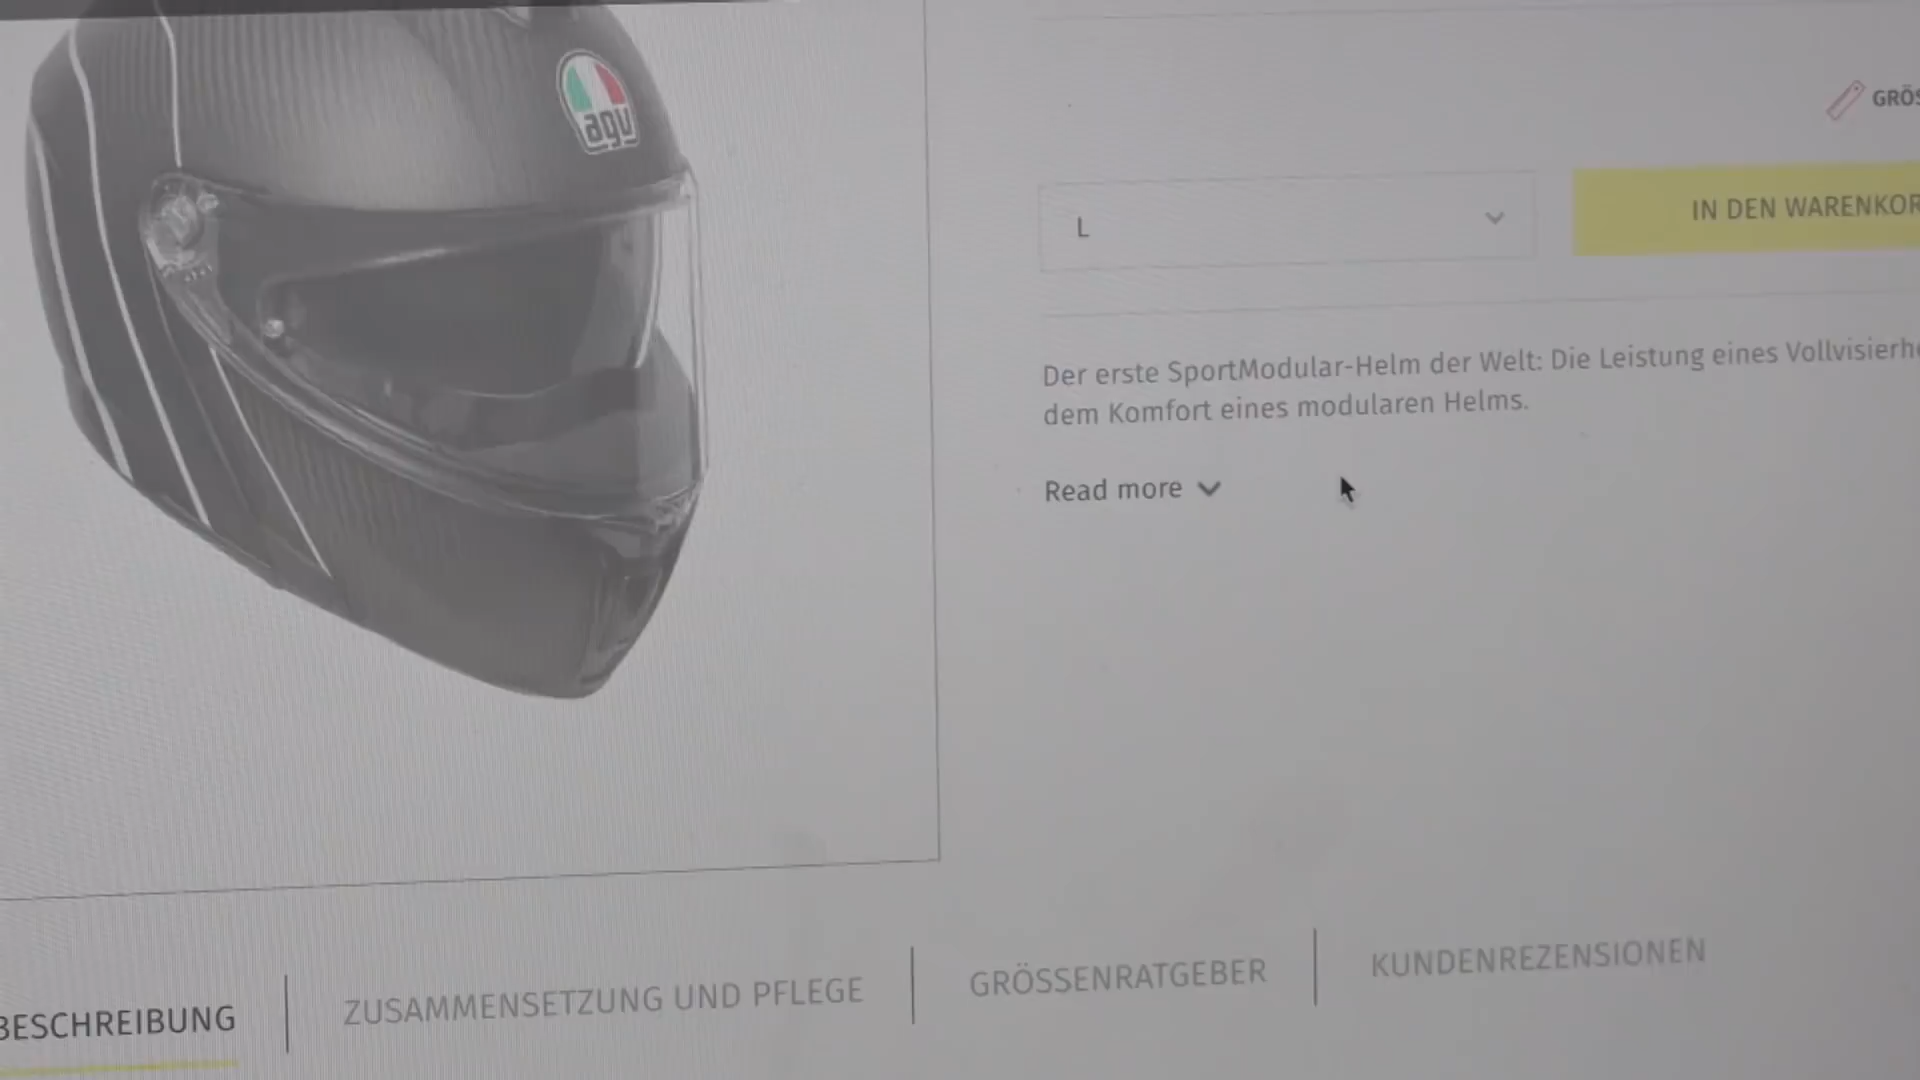 agv
GRÖS
L
IN DEN WARENKOR
Der erste SportModular-Helm der Welt: Die Leistung eines Vollvisierhe
dem Komfort eines modularen Helms.
Read more
BESCHREIBUNG
ZUSAMMENSETZUNG UND PFLEGE
GRÖSSENRATGEBER
KUNDENREZENSIONEN